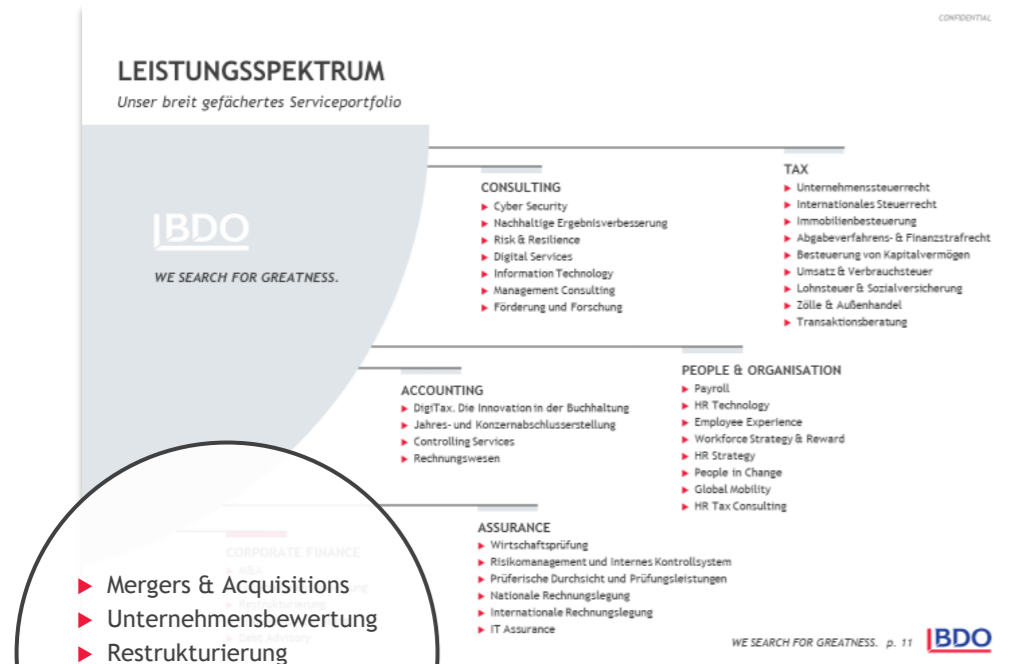 CONFIDENTIAL
LEISTUNGSSPEKTRUM
Unser breit gefächertes Serviceportfolio
BDO
WE SEARCH FOR GREATNESS.
CONSULTING
Cyber Security
Nachhaltige Ergebnisverbesserung
Risk & Resilience
Digital Services
Information Technology
Management Consulting
Förderung und Forschung
TAX
Unternehmenssteuerrecht
Internationales Steuerrecht
Immobilienbesteuerung
Abgabeverfahrens- & Finanzstrafrecht
Besteuerung von Kapitalvermögen
Umsatz & Verbrauchsteuer
Lohnsteuer & Sozialversicherung
Zölle & Außenhandel
Transaktionsberatung
ACCOUNTING
DigiTax. Die Innovation in der Buchhaltung
Jahres- und Konzernabschlusserstellung
Controlling Services
Rechnungswesen
PEOPLE & ORGANISATION
Payroll
HR Technology
Employee Experience
Workforce Strategy & Reward
HR Strategy
People in Change
Global Mobility
HR Tax Consulting
ASSURANCE
Wirtschaftsprüfung
Risikomanagement und Internes Kontrollsystem
Prüferische Durchsicht und Prüfungsleistungen
Nationale Rechnungslegung
Internationale Rechnungslegung
IT Assurance
CORPORATE FINANCE
M&A
Restrukturierung
Debt Advisory
Mergers & Acquisitions
Unternehmensbewertung
Restrukturierung
WE SEARCH FOR GREATNESS. p. 11
BDO